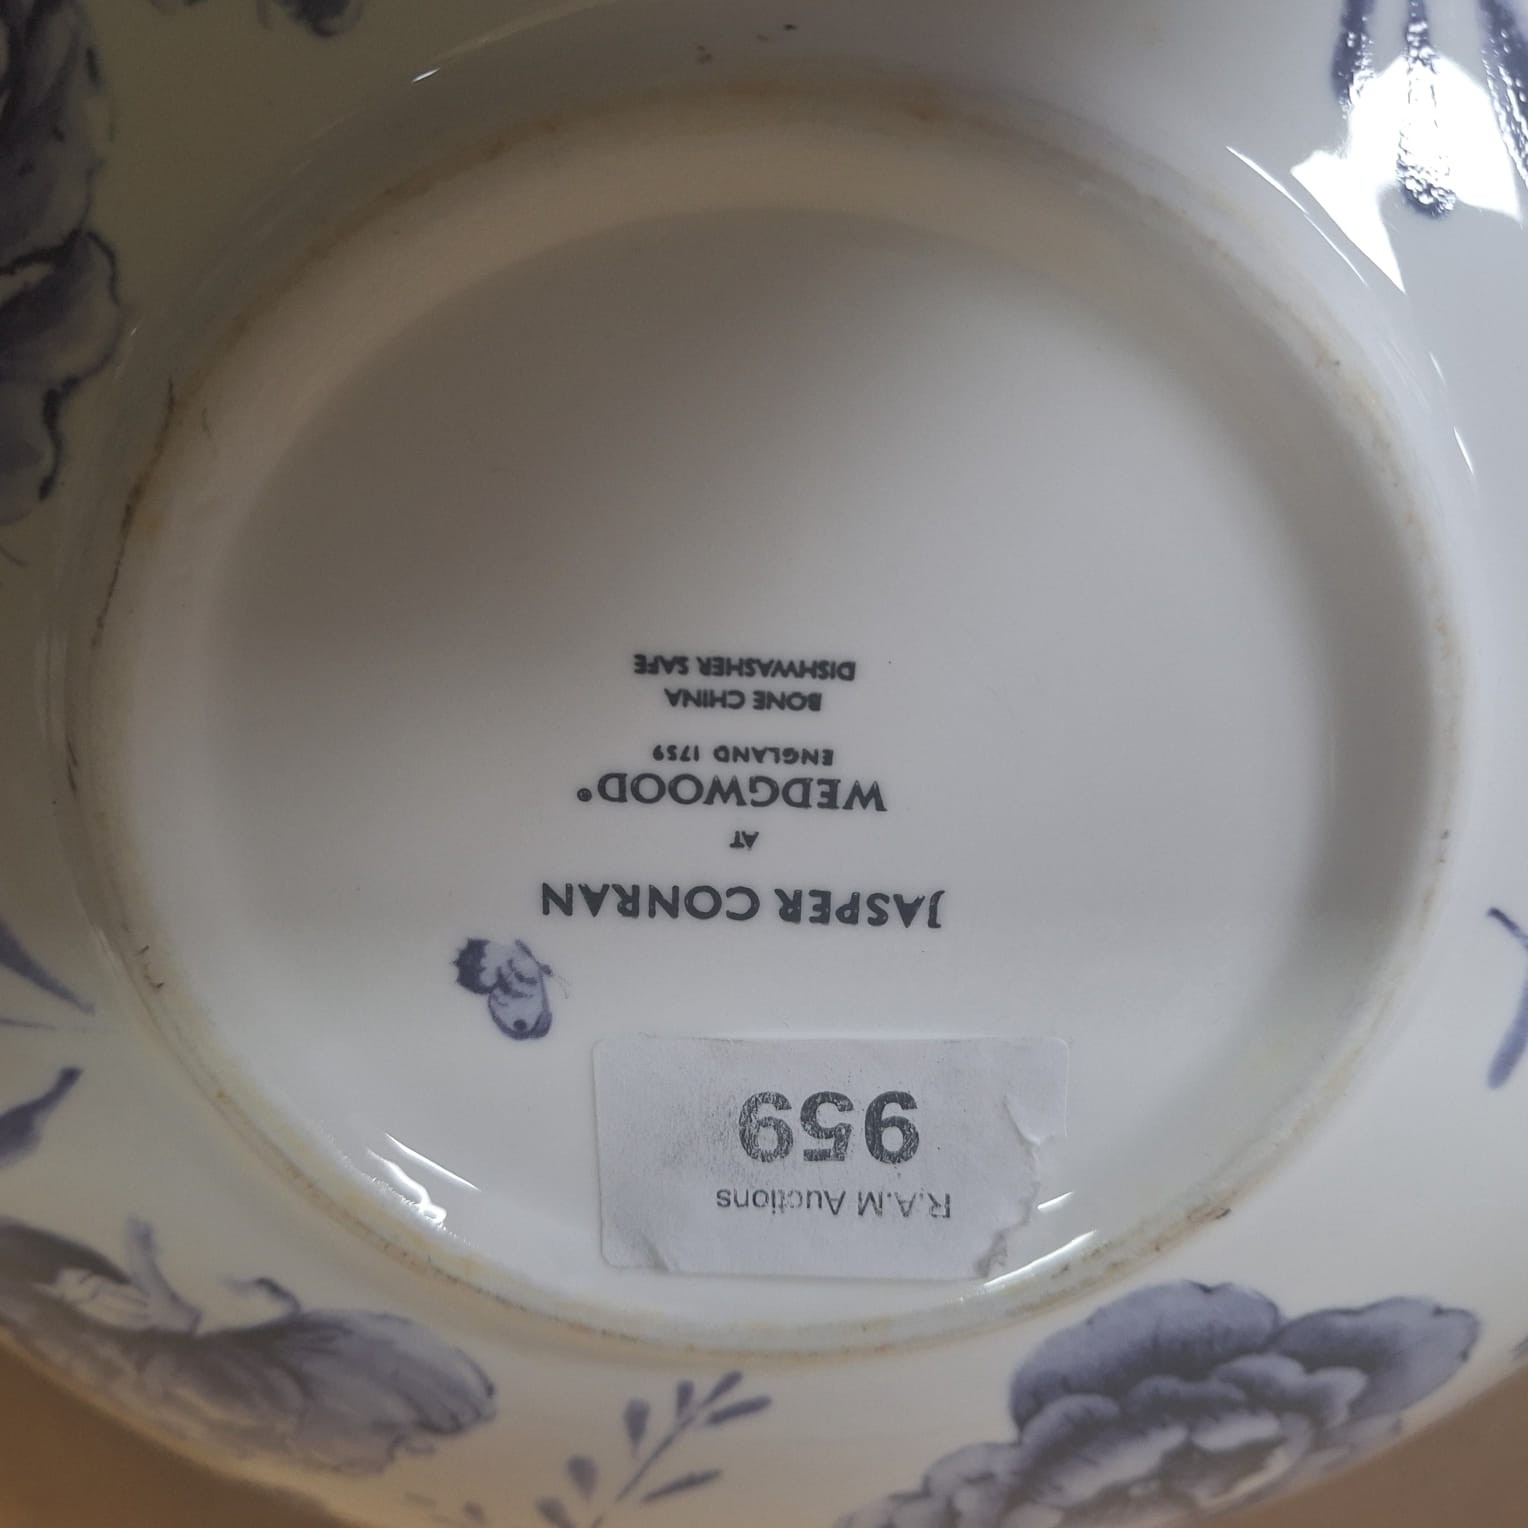 R.A.M Auctions
959
JASPER CONRAN
AT
WEDGWOOD®
ENGLAND 1759
BONE CHINA
DISHWASHER SAFE